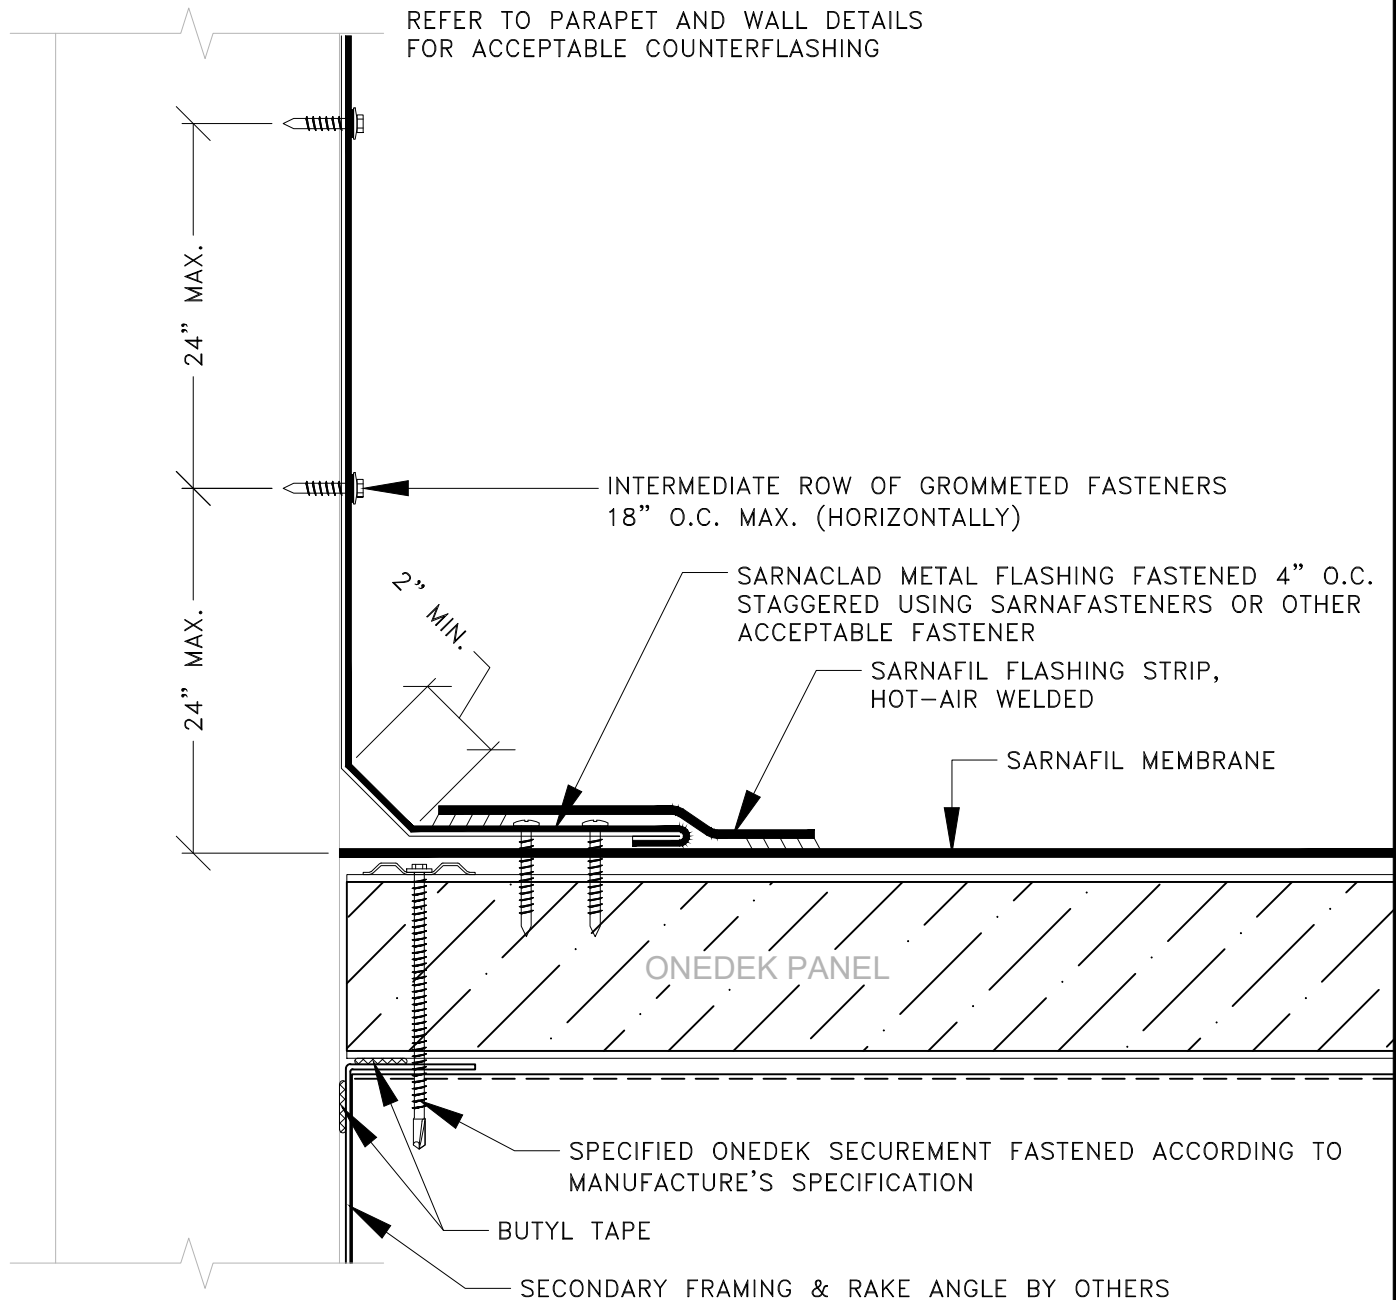 REFER TO PARAPET AND WALL DETAILS
FOR ACCEPTABLE COUNTERFLASHING
24” MAX.
INTERMEDIATE ROW OF GROMMETED FASTENERS
18” O.C. MAX. (HORIZONTALLY)
2” MIN.
SARNACLAD METAL FLASHING FASTENED 4” O.C.
STAGGERED USING SARNAFASTENERS OR OTHER
ACCEPTABLE FASTENER
24” MAX.
SARNAFIL FLASHING STRIP,
HOT–AIR WELDED
SARNAFIL MEMBRANE
ONEDEK PANEL
SPECIFIED ONEDEK SECUREMENT FASTENED ACCORDING TO
MANUFACTURE’S SPECIFICATION
BUTYL TAPE
SECONDARY FRAMING & RAKE ANGLE BY OTHERS